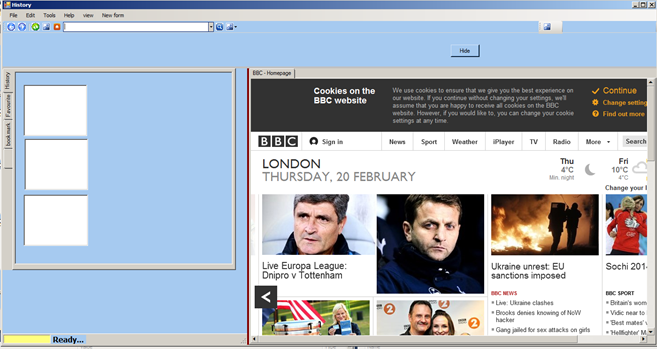 History
File Edit Tools Help view New form
Hide
History
Favourite
bookmark
BBC - Homepage
Cookies on the
BBC website
We use cookies to ensure that we give you the best experience on
our website. If you continue without changing your settings, we'll
assume that you are happy to receive all cookies on the BBC
website. However, if you would like to, you can change your cookie
settings at any time.
Continue
Change setting
Find out more
BBC Sign in News Sport Weather iPlayer TV Radio More Search
LONDON
THURSDAY, 20 FEBRUARY
Thu
4°C
Min. night
Fri
10°C
4°C
Change your l
Live Europa League:
Dnipro v Tottenham
Ukraine unrest: EU
sanctions imposed
Sochi 201
BBC NEWS
Live: Ukraine clashes
Brooks denies knowing of NoW
hacker
Gang jailed for sex attacks on girls
BBC SPORT
Britain's wom
Vidic near to
'Best mates'
'Hellfighter' M
2
Ready...